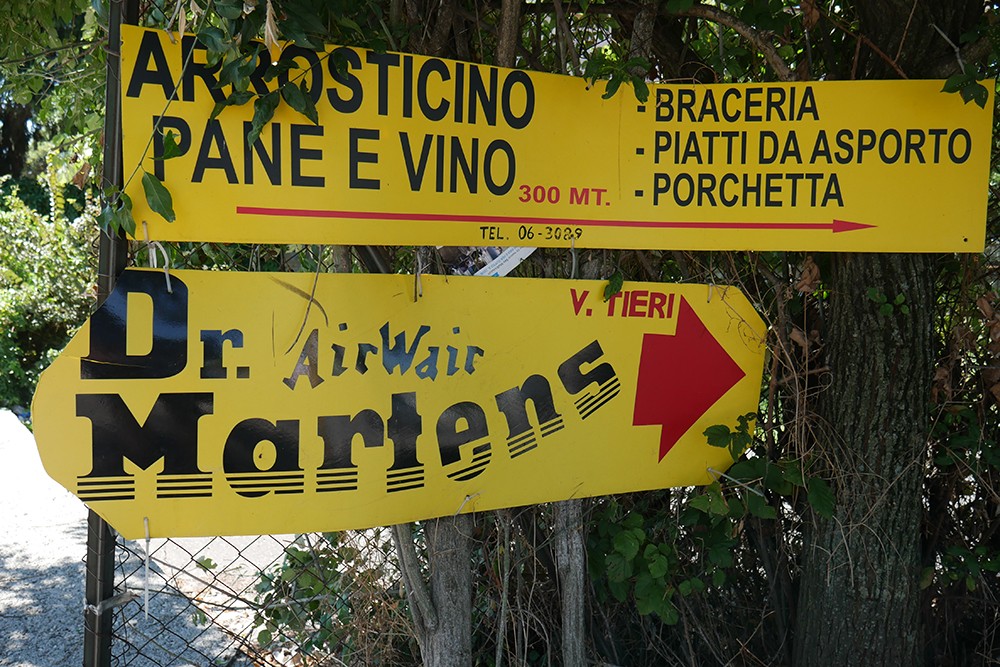 ARROSTICINO
PANE E VINO
300 MT.
- BRACERIA
- PIATTI DA ASPORTO
- PORCHETTA
TEL. 06-3089
V. TIERI
Dr. AirWair
Martens